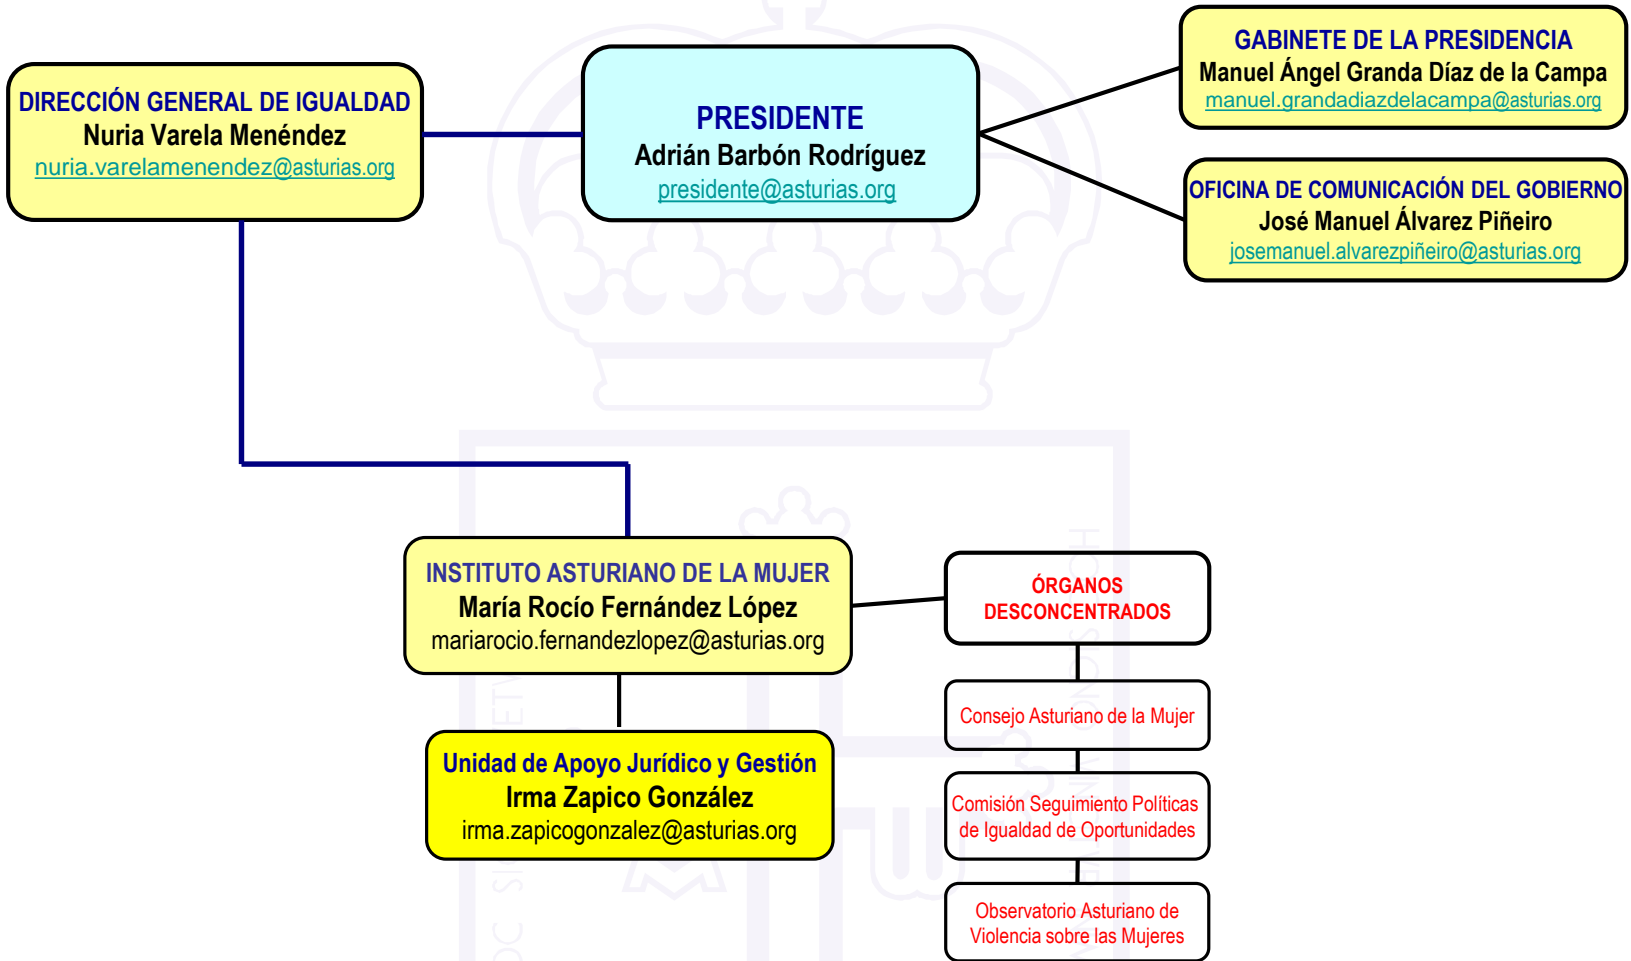 DIRECCIÓN GENERAL DE IGUALDAD
Nuria Varela Menéndez
nuria.varelamenendez@asturias.org
PRESIDENTE
Adrián Barbón Rodríguez
presidente@asturias.org
GABINETE DE LA PRESIDENCIA
Manuel Ángel Granda Díaz de la Campa
manuel.grandadiazdelacampa@asturias.org
OFICINA DE COMUNICACIÓN DEL GOBIERNO
José Manuel Álvarez Piñeiro
josemanuel.alvarezpiñeiro@asturias.org
INSTITUTO ASTURIANO DE LA MUJER
María Rocío Fernández López
mariarocio.fernandezlopez@asturias.org
Unidad de Apoyo Jurídico y Gestión
Irma Zapico González
irma.zapicogonzalez@asturias.org
ÓRGANOS
DESCONCENTRADOS
Consejo Asturiano de la Mujer
Comisión Seguimiento Políticas
de Igualdad de Oportunidades
Observatorio Asturiano de
Violencia sobre las Mujeres